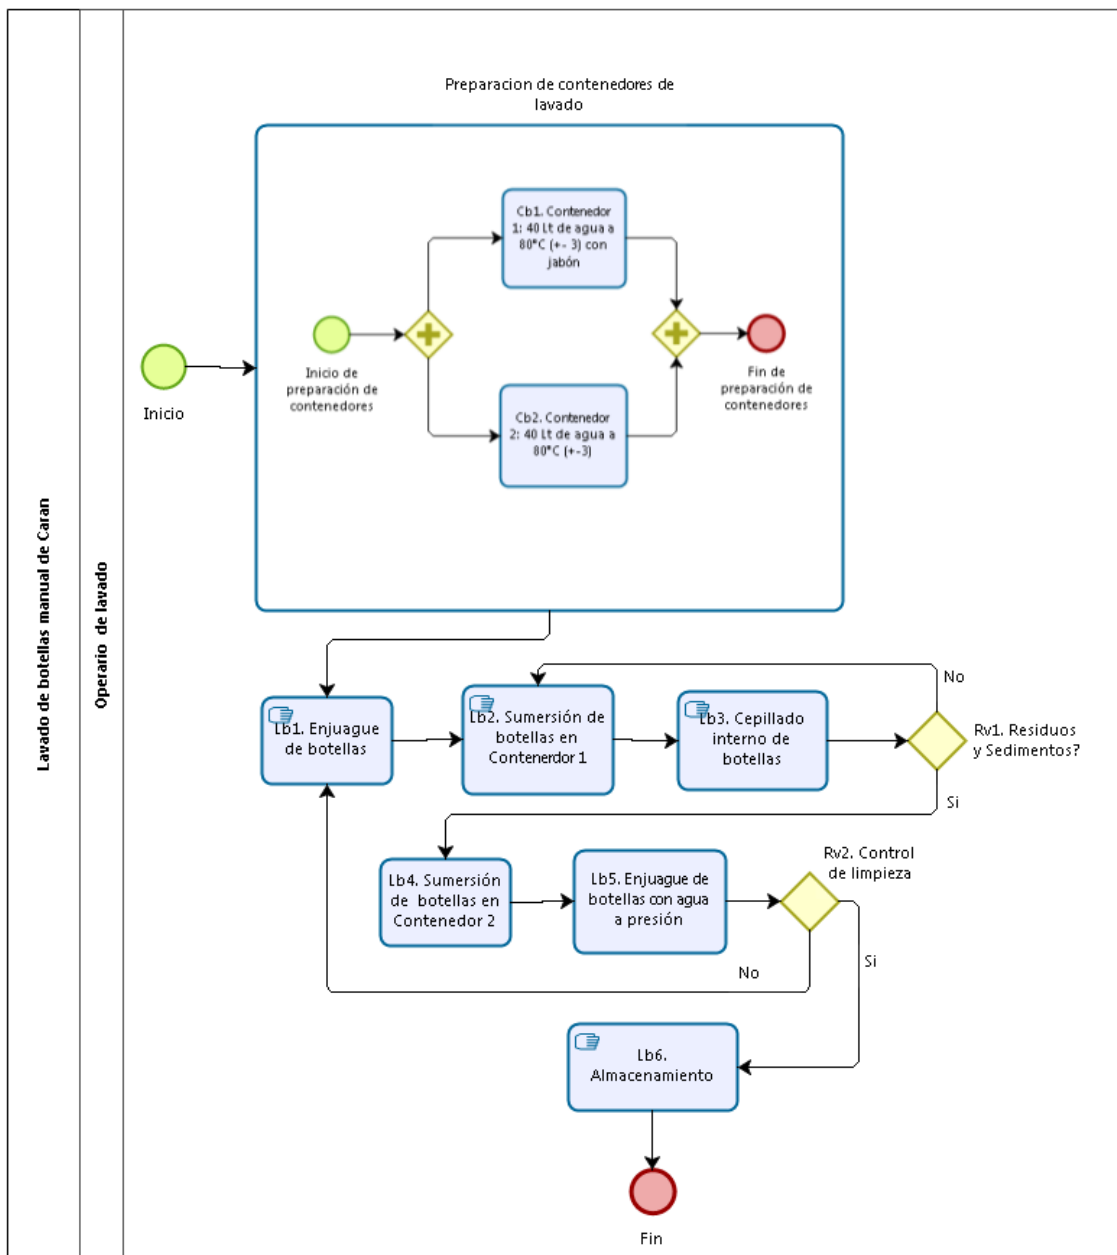 Lavado de botellas manual de Caran
Operario de lavado
Preparacion de contenedores de
lavado
Cb1. Contenedor
1: 40 Lt de agua a
80°C (+- 3) con
jabón
Inicio de
preparación de
contenedores
Fin de
preparación de
contenedores
Inicio
Cb2. Contenedor
2: 40 Lt de agua a
80°C (+-3)
No
Lb1. Enjuague
de botellas
Lb2. Sumersión de
botellas en
Contenerdor 1
Lb3. Cepillado
interno de
botellas
Rv1. Residuos
y Sedimentos?
Si
Rv2. Control
de limpieza
Lb4. Sumersión
de botellas en
Contenedor 2
Lb5. Enjuague de
botellas con agua
a presión
No
Si
Lb6.
Almacenamiento
Fin